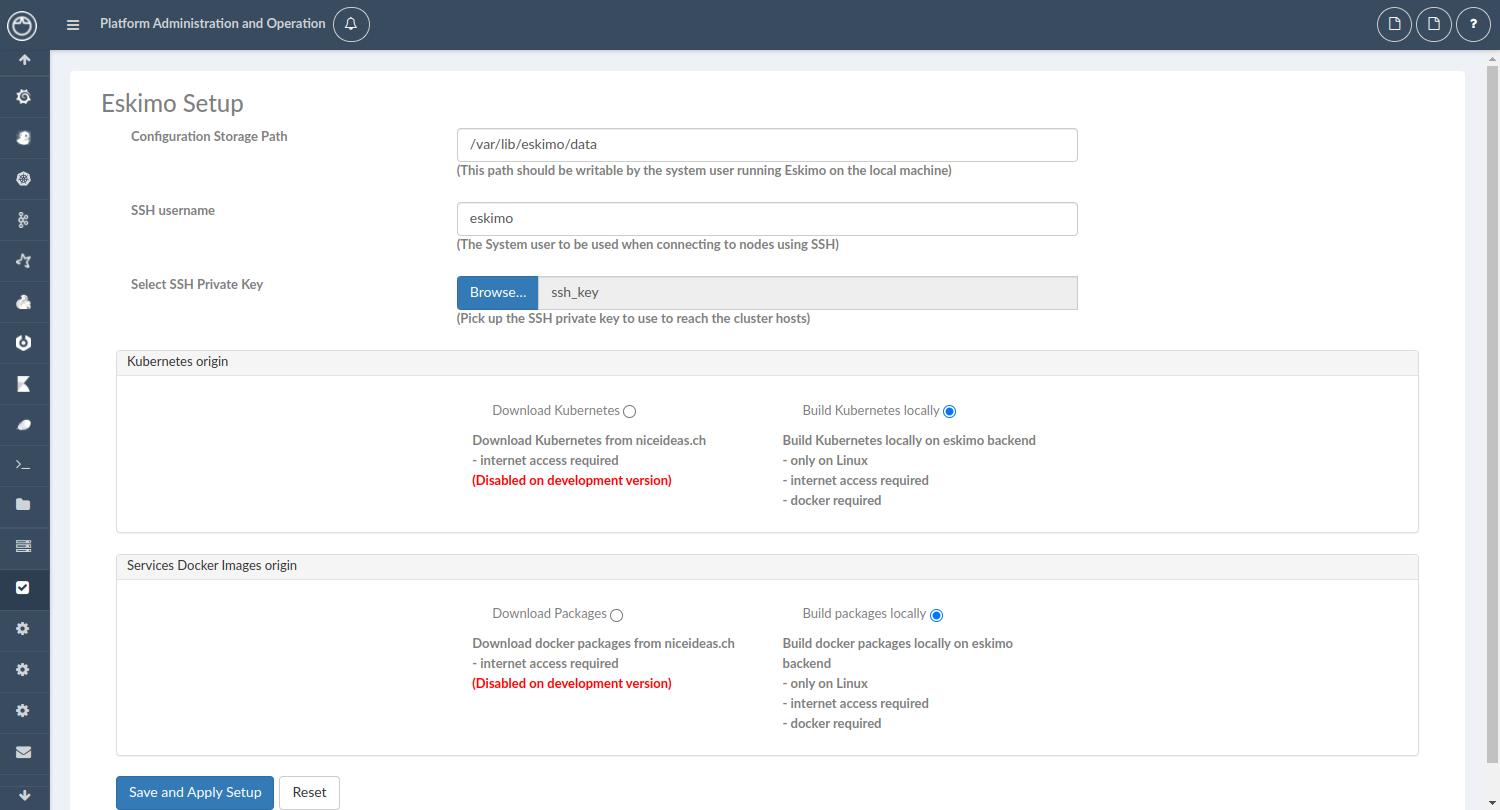 Platform Administration and Operation
?
Eskimo Setup
Configuration Storage Path
/var/lib/eskimo/data
(This path should be writable by the system user running Eskimo on the local machine)
SSH username
eskimo
(The System user to be used when connecting to nodes using SSH)
Select SSH Private Key
Browse... ssh_key
(Pick up the SSH private key to use to reach the cluster hosts)
Kubernetes origin
Download Kubernetes
Download Kubernetes from niceideas.ch
- internet access required
(Disabled on development version)
Build Kubernetes locally
Build Kubernetes locally on eskimo backend
- only on Linux
- internet access required
- docker required
Services Docker Images origin
Download Packages
Download docker packages from niceideas.ch
- internet access required
(Disabled on development version)
Build packages locally
Build docker packages locally on eskimo
backend
- only on Linux
- internet access required
- docker required
Save and Apply Setup
Reset